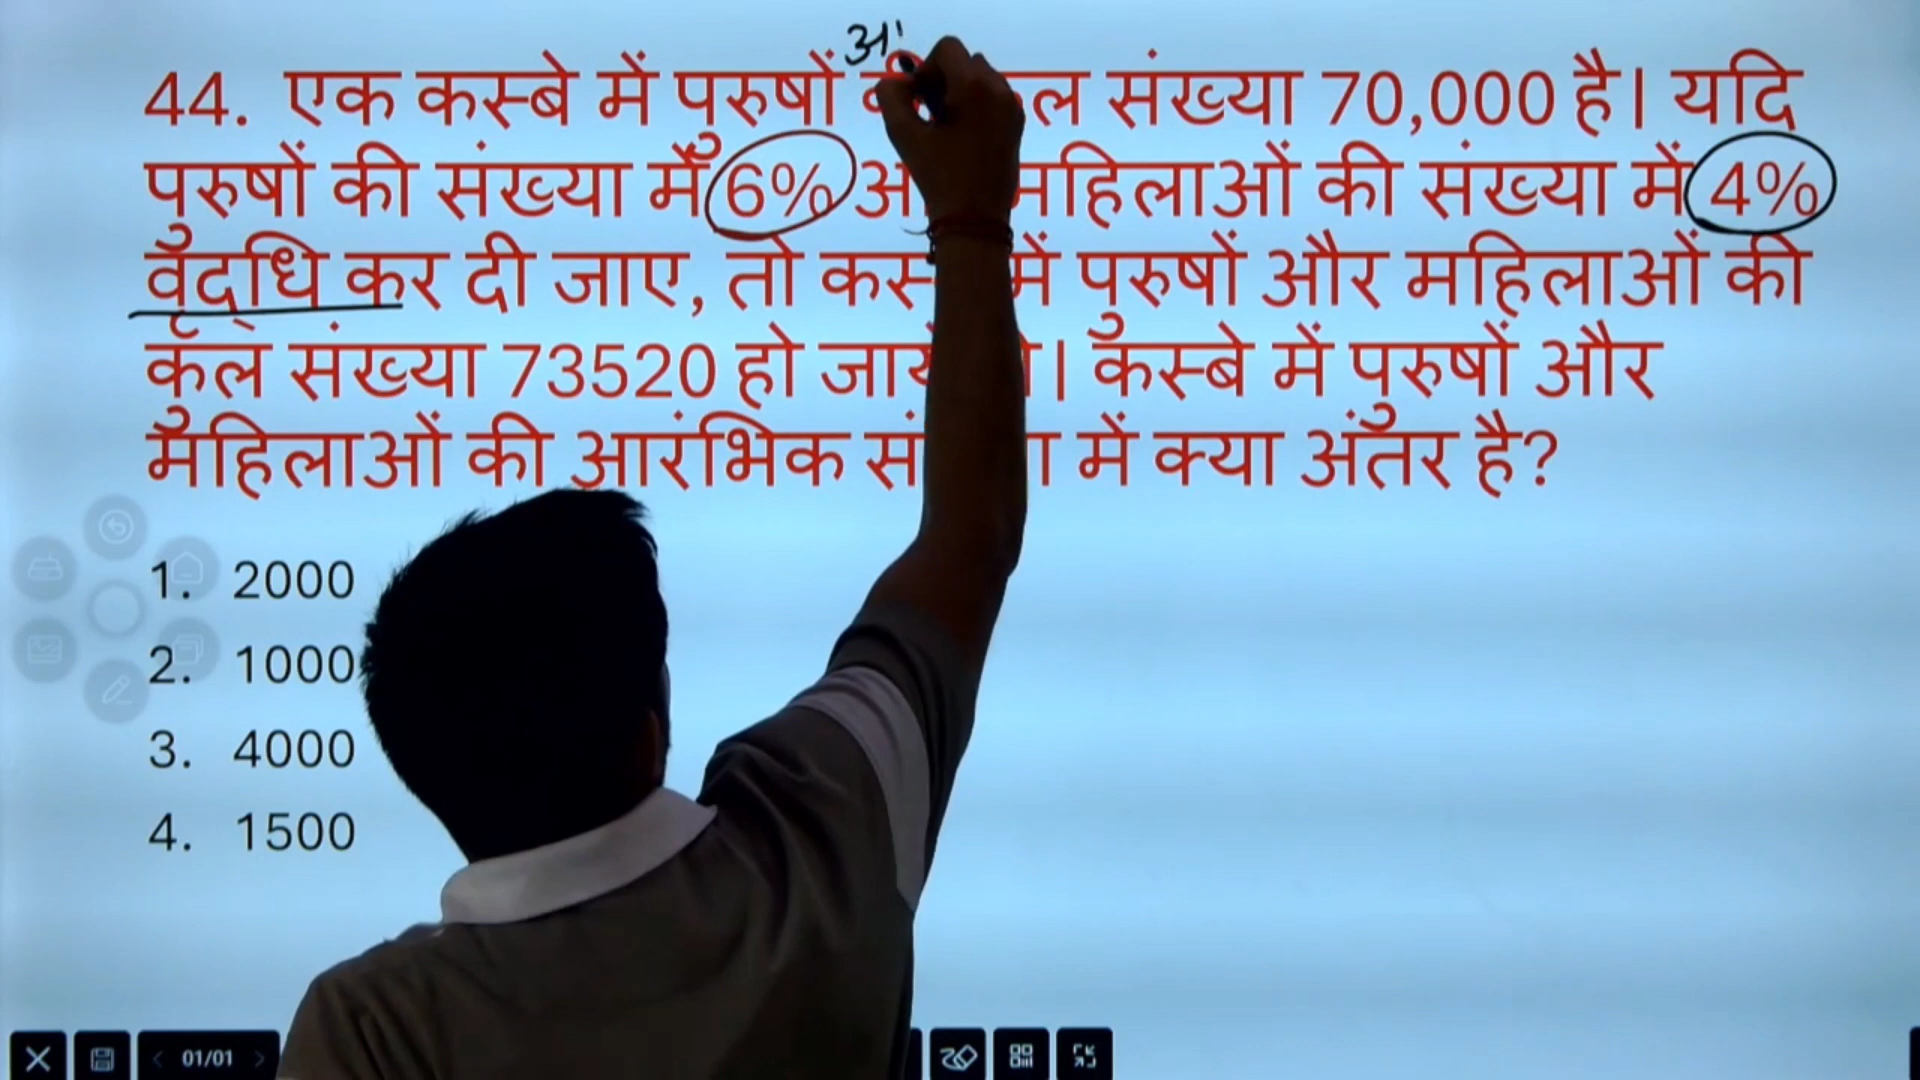 अ
44. एक कस्बे में पुरुषों संख्या 70,000 है। यदि
पुरुषों की संख्या में 6% महिलाओं की संख्या में 4%
वृद्धि कर दी जाए, तो में पुरुषों और महिलाओं की
कुल संख्या 73520 हो कस्बे में पुरुषों और
महिलाओं की आरंभिक में क्या अंतर है?
1. 2000
2. 1000
3. 4000
4. 1500
01/01